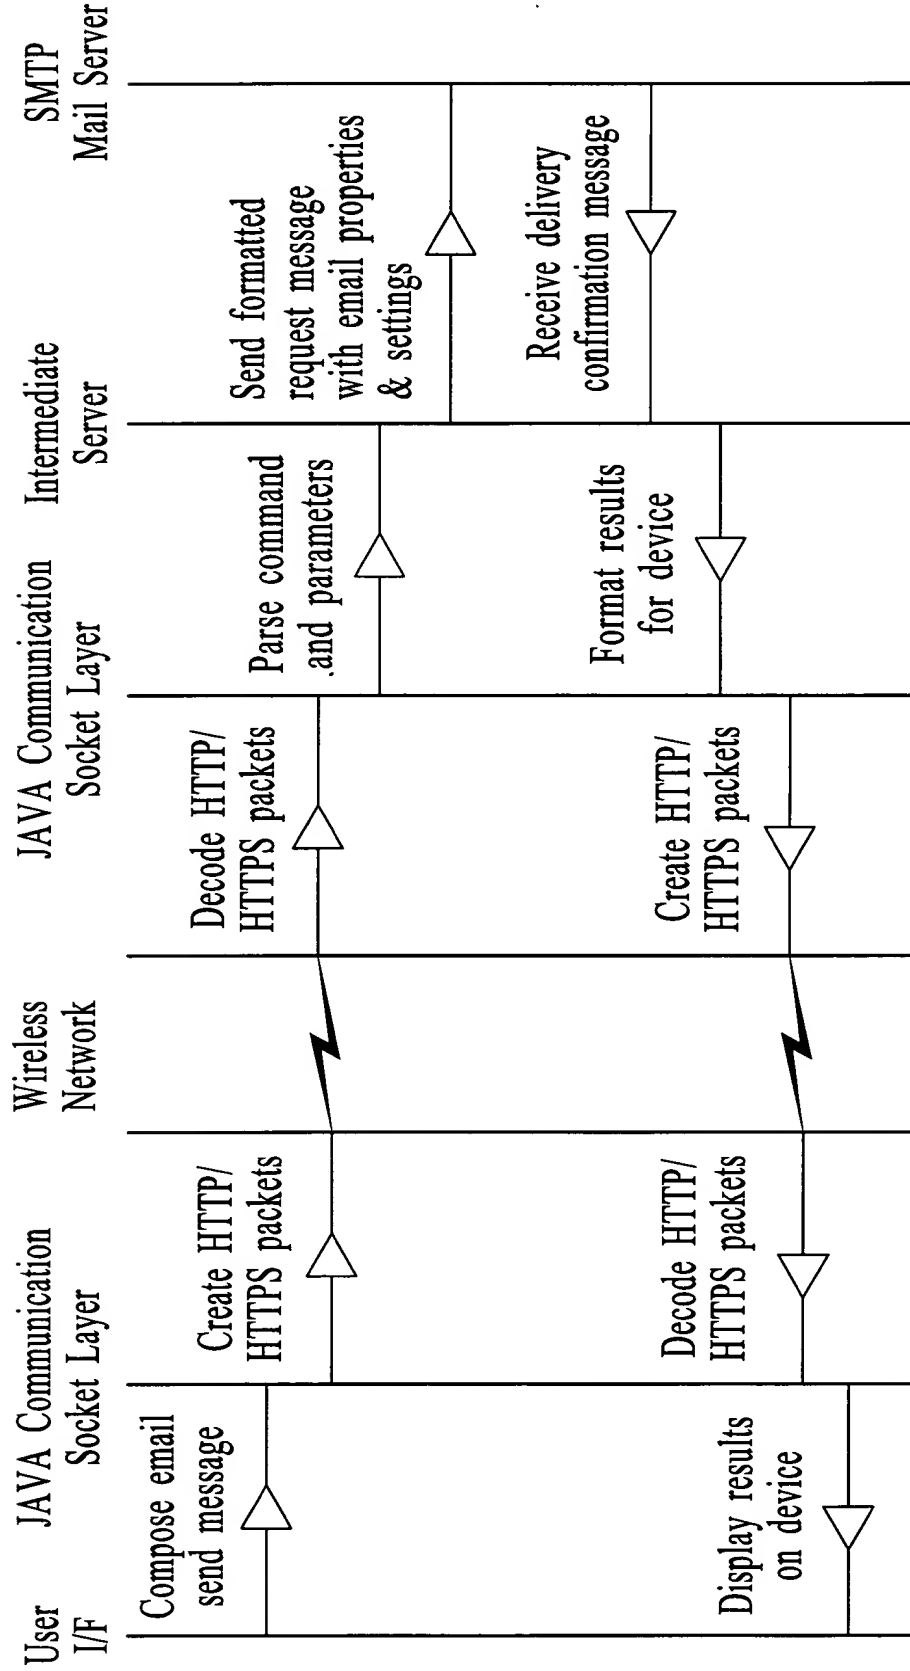 User
I/F
JAVA Communication
Socket Layer
Wireless
Network
JAVA Communication
Socket Layer
Intermediate
Server
SMTP
Mail Server
Compose email
send message
Create HTTP/
HTTPS packets
Decode HTTP/
HTTPS packets
Parse command
and parameters
Send formatted
request message
with email properties
& settings
Receive delivery
confirmation message
Format results
for device
Create HTTP/
HTTPS packets
Decode HTTP/
HTTPS packets
Display results
on device